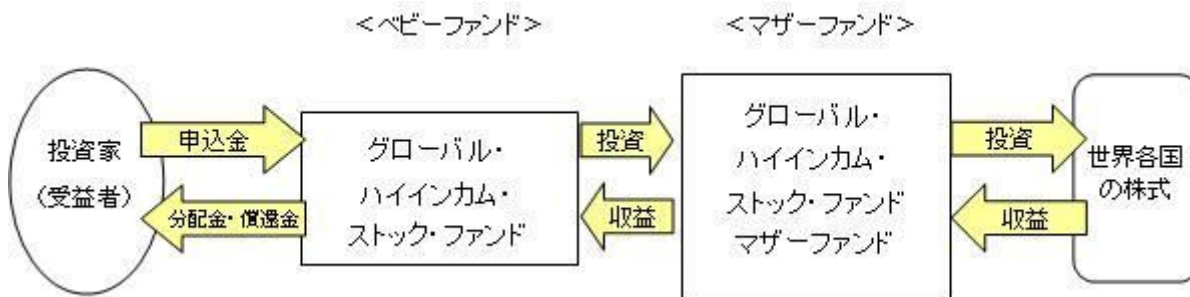 ＜ベビーファンド＞
＜マザーファンド＞
投資家
（受益者）
申込金
分配金・償還金
グローバル・
ハイインカム・
ストック・ファンド
投資
収益
グローバル・
ハイインカム・
ストック・ファンド
マザーファンド
投資
収益
世界各国
の株式